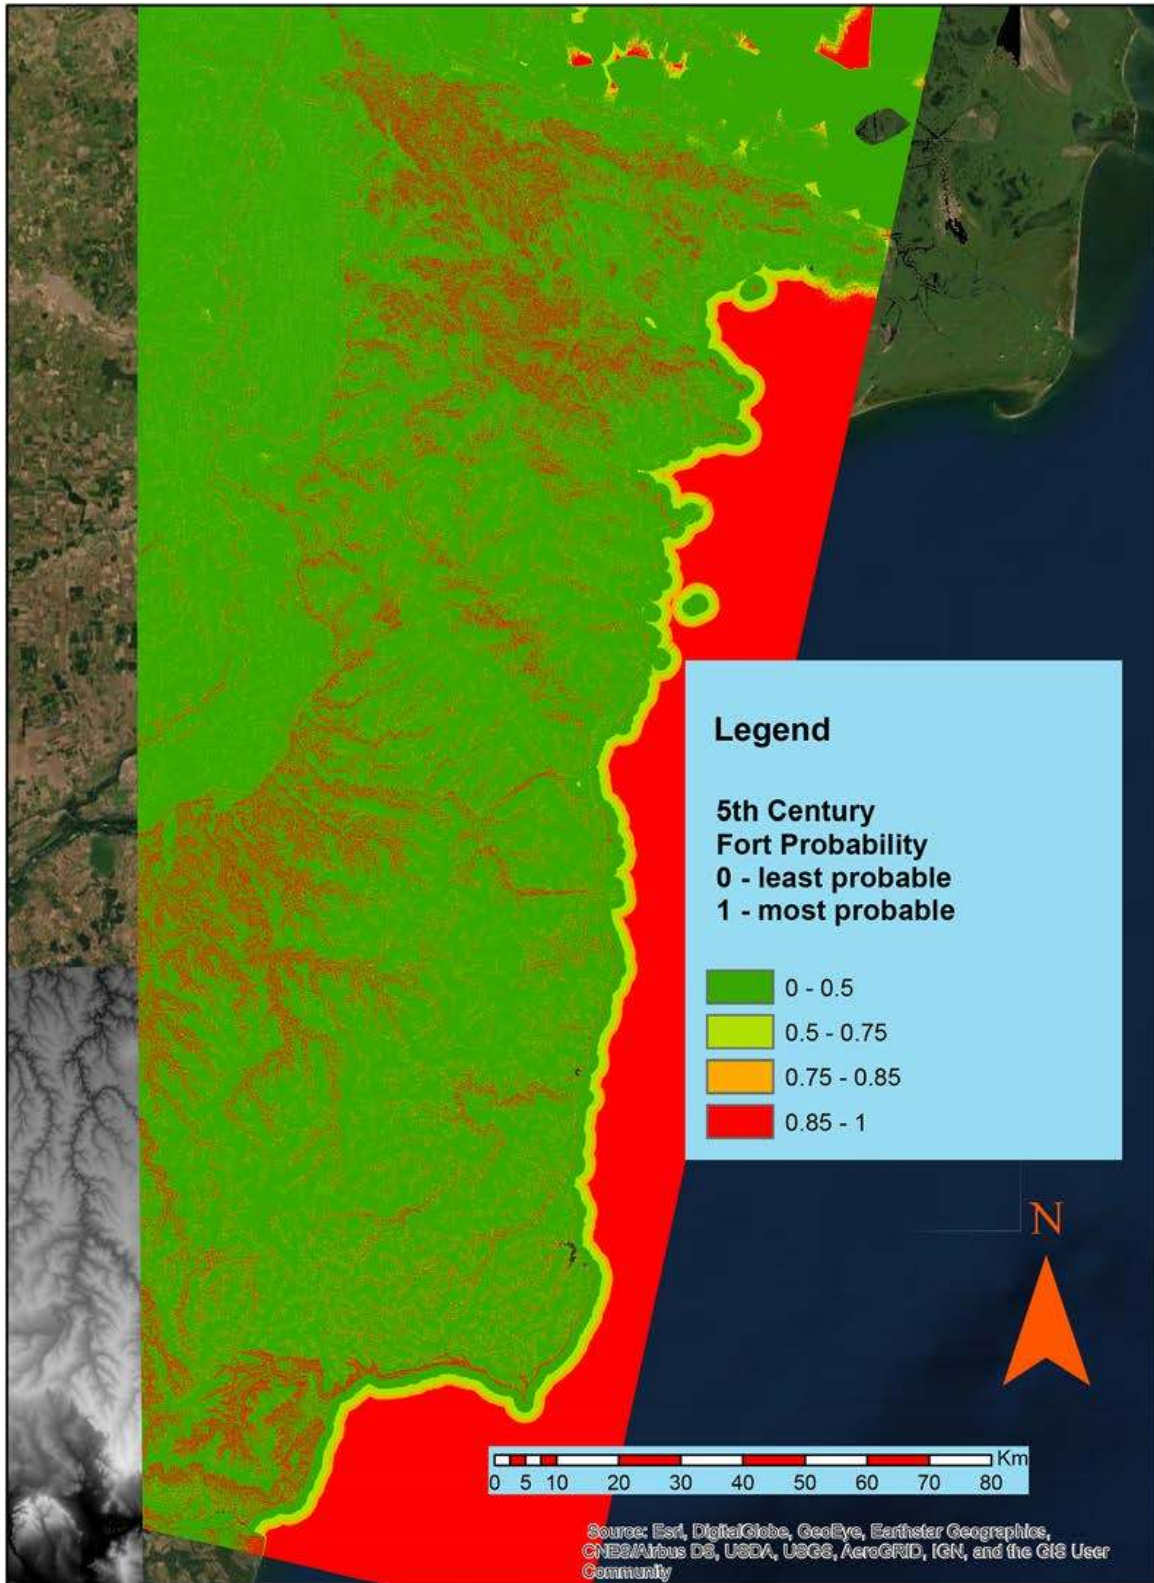 Legend
5th Century
Fort Probability
0 - least probable
1 - most probable
0 - 0.5
0.5 - 0.75
0.75 - 0.85
0.85 - 1
N
Km
0 5 10 20 30 40 50 60 70 80
Source: Esri, DigitalGlobe, GeoEye, Earthstar Geographics,
CNES/Airbus DS, USDA, USGS, AeroGRID, IGN, and the GIS User
Community